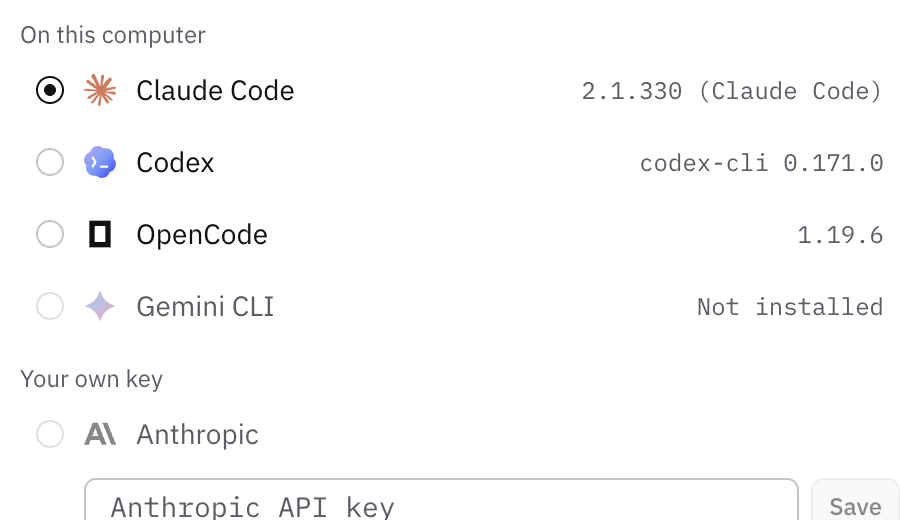 On this computer
Claude Code 2.1.330 (Claude Code)
Codex codex-cli 0.171.0
OpenCode 1.19.6
Gemini CLI Not installed
Your own key
Anthropic
Anthropic API key Save